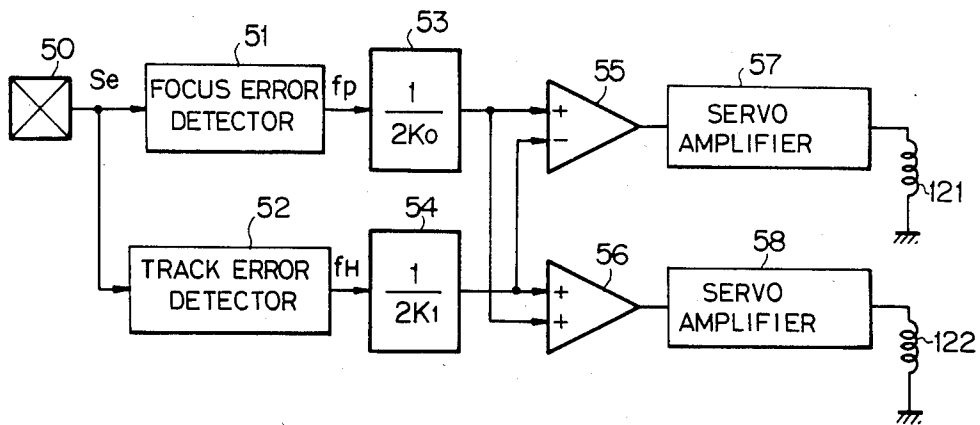 50
Se
51
FOCUS ERROR
DETECTOR
fp
53
1
2K0
55
+
−
57
SERVO
AMPLIFIER
121
52
TRACK ERROR
DETECTOR
fH
54
1
2K1
56
+
+
58
SERVO
AMPLIFIER
122